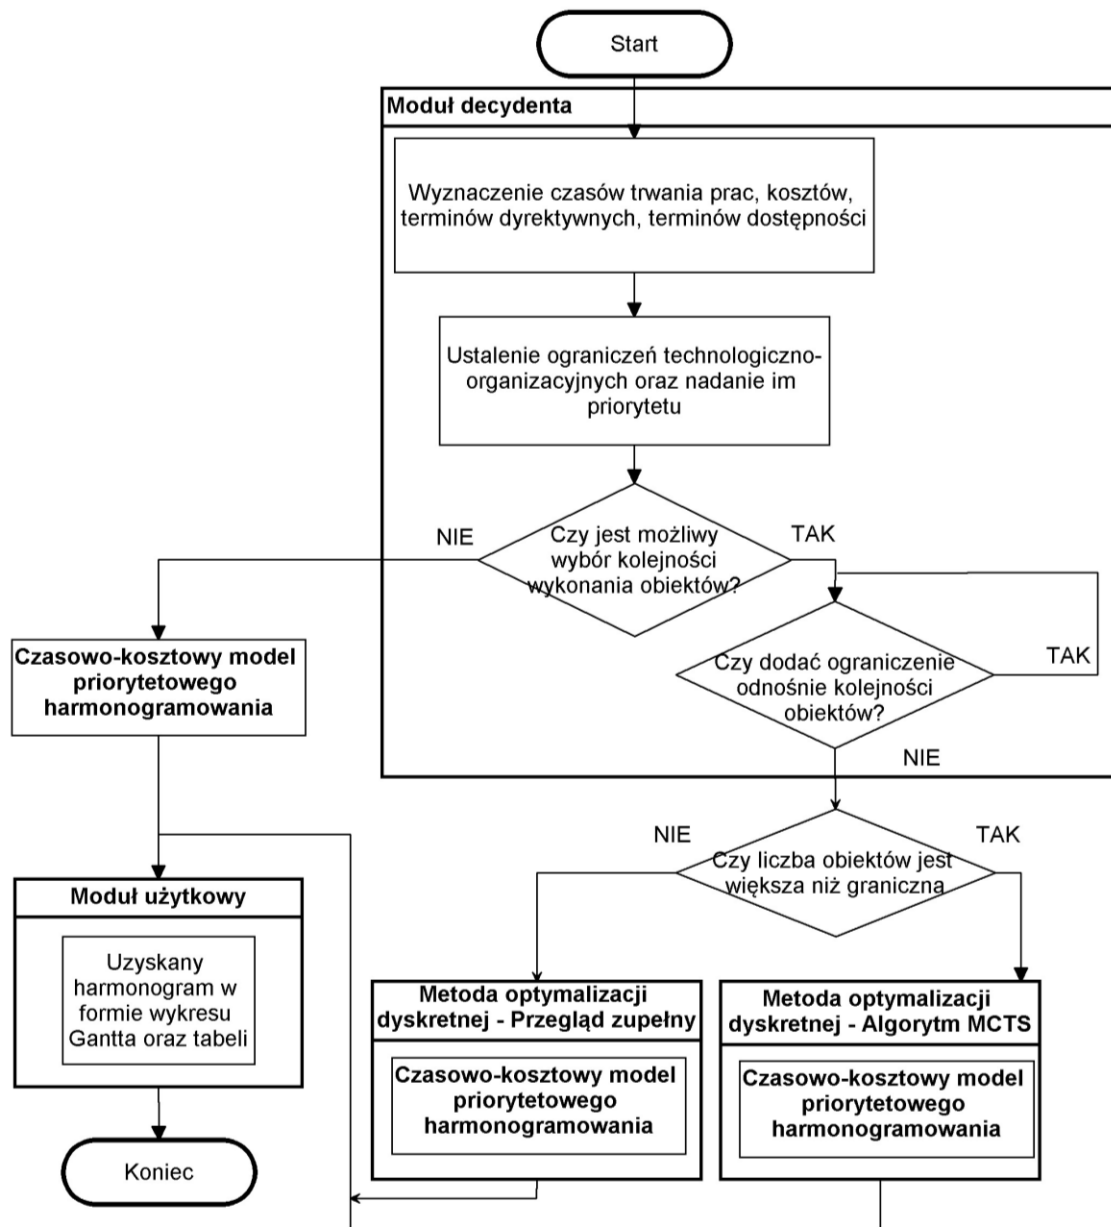 Start
Moduł decydenta
Wyznaczenie czasów trwania prac, kosztów,
terminów dyrektywnych, terminów dostępności
Ustalenie ograniczeń technologiczno-
organizacyjnych oraz nadanie im
priorytetu
NIE
Czy jest możliwy
wybór kolejności
wykonania obiektów?
TAK
Czy dodać ograniczenie
odnośnie kolejności
obiektów?
TAK
NIE
Czasowo-kosztowy model
priorytetowego
harmonogramowania
NIE
Czy liczba obiektów jest
większa niż graniczna
TAK
Moduł użytkowy
Uzyskany
harmonogram w
formie wykresu
Gantta oraz tabeli
Metoda optymalizacji
dyskretnej - Przegląd zupełny
Czasowo-kosztowy model
priorytetowego
harmonogramowania
Metoda optymalizacji
dyskretnej - Algorytm MCTS
Czasowo-kosztowy model
priorytetowego
harmonogramowania
Koniec